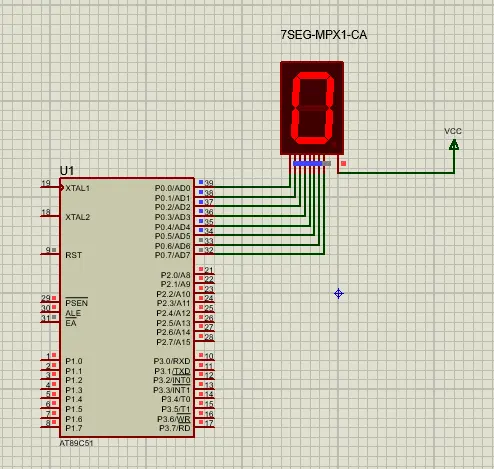 7SEG-MPX1-CA
VCC
U1
19 XTAL1 P0.0/AD0 39
P0.1/AD1 38
P0.2/AD2 37
18 XTAL2 P0.3/AD3 36
P0.4/AD4 35
P0.5/AD5 34
P0.6/AD6 33
9 RST P0.7/AD7 32
P2.0/A8 21
P2.1/A9 22
P2.2/A10 23
29 PSEN P2.3/A11 24
30 ALE P2.4/A12 25
31 EA P2.5/A13 26
P2.6/A14 27
P2.7/A15 28
1 P1.0 P3.0/RXD 10
2 P1.1 P3.1/TXD 11
3 P1.2 P3.2/INT0 12
4 P1.3 P3.3/INT1 13
5 P1.4 P3.4/T0 14
6 P1.5 P3.5/T1 15
7 P1.6 P3.6/WR 16
8 P1.7 P3.7/RD 17
AT89C51
0